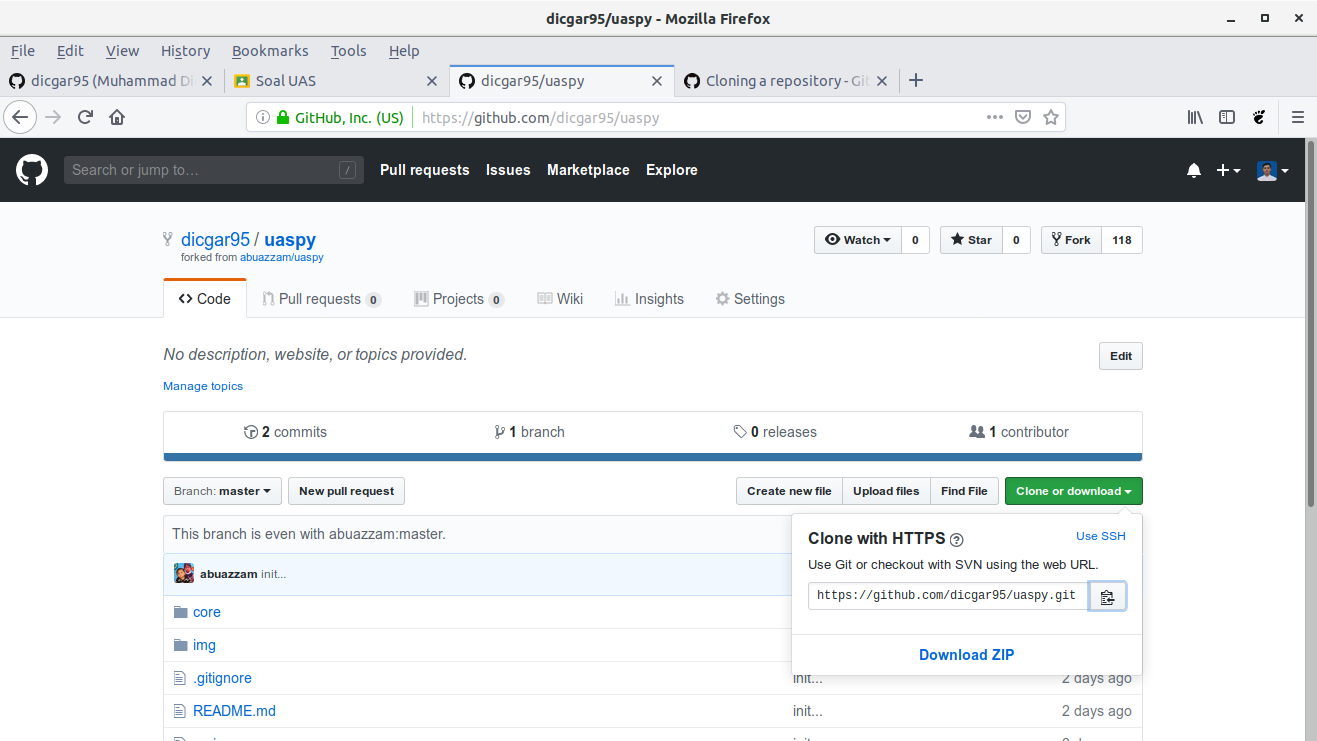 dicgar95/uaspy - Mozilla Firefox
File Edit View History Bookmarks Tools Help
dicgar95 (Muhammad Di
Soal UAS
dicgar95/uaspy
Cloning a repository - Git
GitHub, Inc. (US) https://github.com/dicgar95/uaspy
Search or jump to… /
Pull requests Issues Marketplace Explore
dicgar95 / uaspy
forked from abuazzam/uaspy
Watch 0 Star 0 Fork 118
Code Pull requests 0 Projects 0 Wiki Insights Settings
No description, website, or topics provided.
Edit
Manage topics
2 commits 1 branch 0 releases 1 contributor
Branch: master New pull request Create new file Upload files Find File Clone or download
This branch is even with abuazzam:master.
abuazzam init...
Clone with HTTPS ?
Use SSH
Use Git or checkout with SVN using the web URL.
https://github.com/dicgar95/uaspy.git
Download ZIP
core
img
.gitignore init... 2 days ago
README.md init... 2 days ago